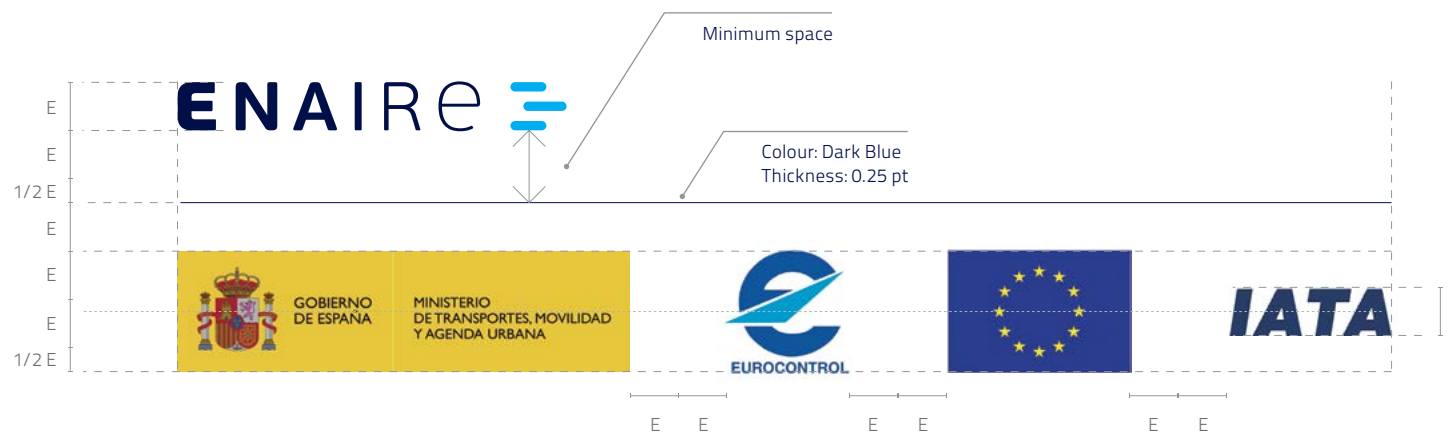 Minimum space
ENAIRe
E
E
Colour: Dark Blue
Thickness: 0.25 pt
1/2 E
E
E
GOBIERNO
DE ESPAÑA
MINISTERIO
DE TRANSPORTES, MOVILIDAD
Y AGENDA URBANA
IATA
E
1/2 E
EUROCONTROL
E E E E E E